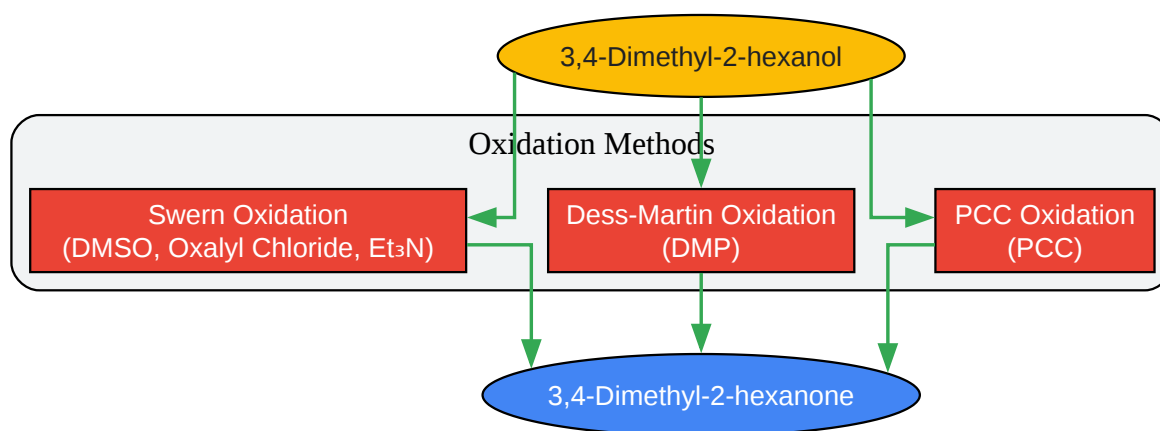 3,4-Dimethyl-2-hexanol
Oxidation Methods
Swern Oxidation
(DMSO, Oxalyl Chloride, Et₃N)
Dess-Martin Oxidation
(DMP)
PCC Oxidation
(PCC)
3,4-Dimethyl-2-hexanone